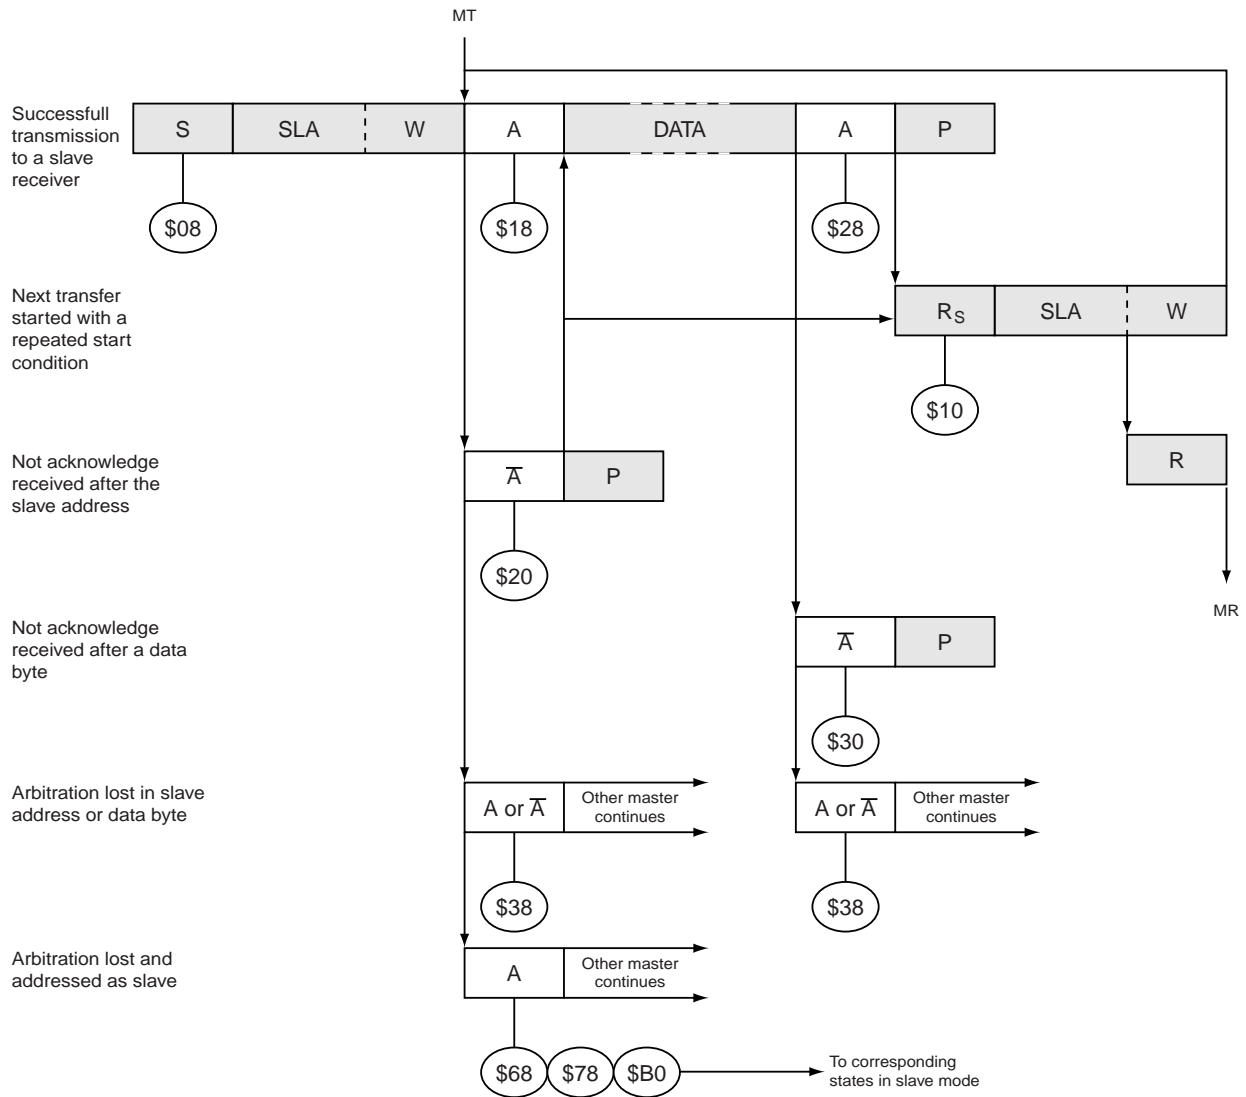 MT
Successfull
transmission
to a slave
receiver
S SLA W A DATA A P
$08 $18 $28
Next transfer
started with a
repeated start
condition
RS SLA W
$10
Not acknowledge
received after the
slave address
A̅ P
R
$20
MR
Not acknowledge
received after a data
byte
A̅ P
$30
Arbitration lost in slave
address or data byte
A or A̅
Other master
continues
A or A̅
Other master
continues
$38 $38
Arbitration lost and
addressed as slave
A
Other master
continues
$68 $78 $B0
To corresponding
states in slave mode